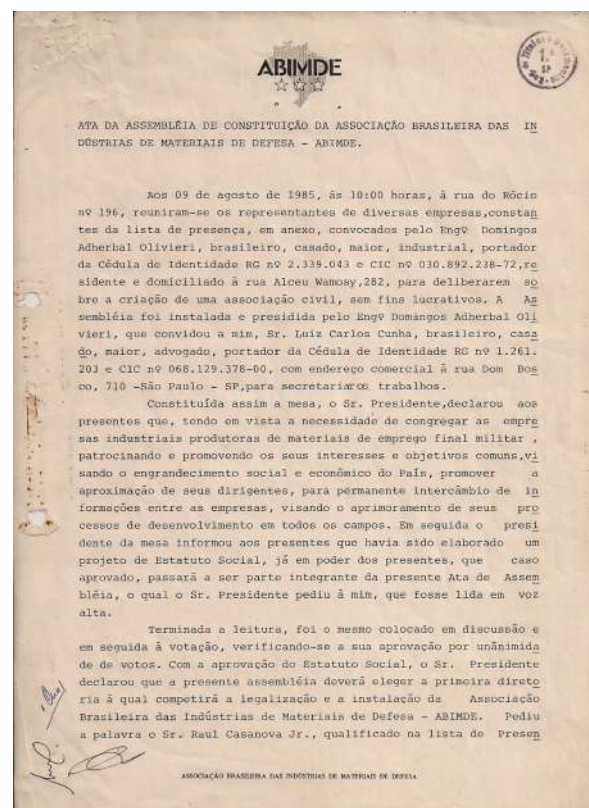 ABIMDE
ATA DA ASSEMBLÉIA DE CONSTITUIÇÃO DA ASSOCIAÇÃO BRASILEIRA DAS IN
DÚSTRIAS DE MATERIAIS DE DEFESA - ABIMDE.
Aos 09 de agosto de 1985, às 10:00 horas, à rua do Rócio
nº 196, reuniram-se os representantes de diversas empresas,constan
tes da lista de presença, em anexo, convocados pelo Engº Domingos
Adherbal Olivieri, brasileiro, casado, maior, industrial, portador
da Cédula de Identidade RG nº 2.339.043 e CIC nº 030.892.238-72,re
sidente e domiciliado à rua Alceu Wamosy,282, para deliberarem so
bre a criação de uma associação civil, sem fins lucrativos. A As
sembléia foi instalada e presidida pelo Engº Domingos Adherbal Oli
vieri, que convidou a mim, Sr. Luiz Carlos Cunha, brasileiro, casa
do, maior, advogado, portador da Cédula de Identidade RG nº 1.261.
203 e CIC nº 068.129.378-00, com endereço comercial à rua Dom Bos
co, 710 -São Paulo - SP,para secretariar os trabalhos.
Constituída assim a mesa, o Sr. Presidente,declarou aos
presentes que, tendo em vista a necessidade de congregar as empre
sas industriais produtoras de materiais de emprego final militar ,
patrocinando e promovendo os seus interesses e objetivos comuns,vi
sando o engrandecimento social e econômico do País, promover a
aproximação de seus dirigentes, para permanente intercâmbio de in
formações entre as empresas, visando o aprimoramento de seus pro
cessos de desenvolvimento em todos os campos. Em seguida o presi
dente da mesa informou aos presentes que havia sido elaborado um
projeto de Estatuto Social, já em poder dos presentes, que caso
aprovado, passará a ser parte integrante da presente Ata de Assem
bléia, o qual o Sr. Presidente pediu à mim, que fosse lida em voz
alta.
Terminada a leitura, foi o mesmo colocado em discussão e
em seguida à votação, verificando-se a sua aprovação por unânimida
de de votos. Com a aprovação do Estatuto Social, o Sr. Presidente
declarou que a presente assembléia deverá eleger a primeira direto
ria à qual competirá a legalização e a instalação da Associação
Brasileira das Indústrias de Materiais de Defesa - ABIMDE. Pediu
a palavra o Sr. Raul Casanova Jr., qualificado na lista de Presen
ASSOCIAÇÃO BRASILEIRA DAS INDÚSTRIAS DE MATERIAIS DE DEFESA